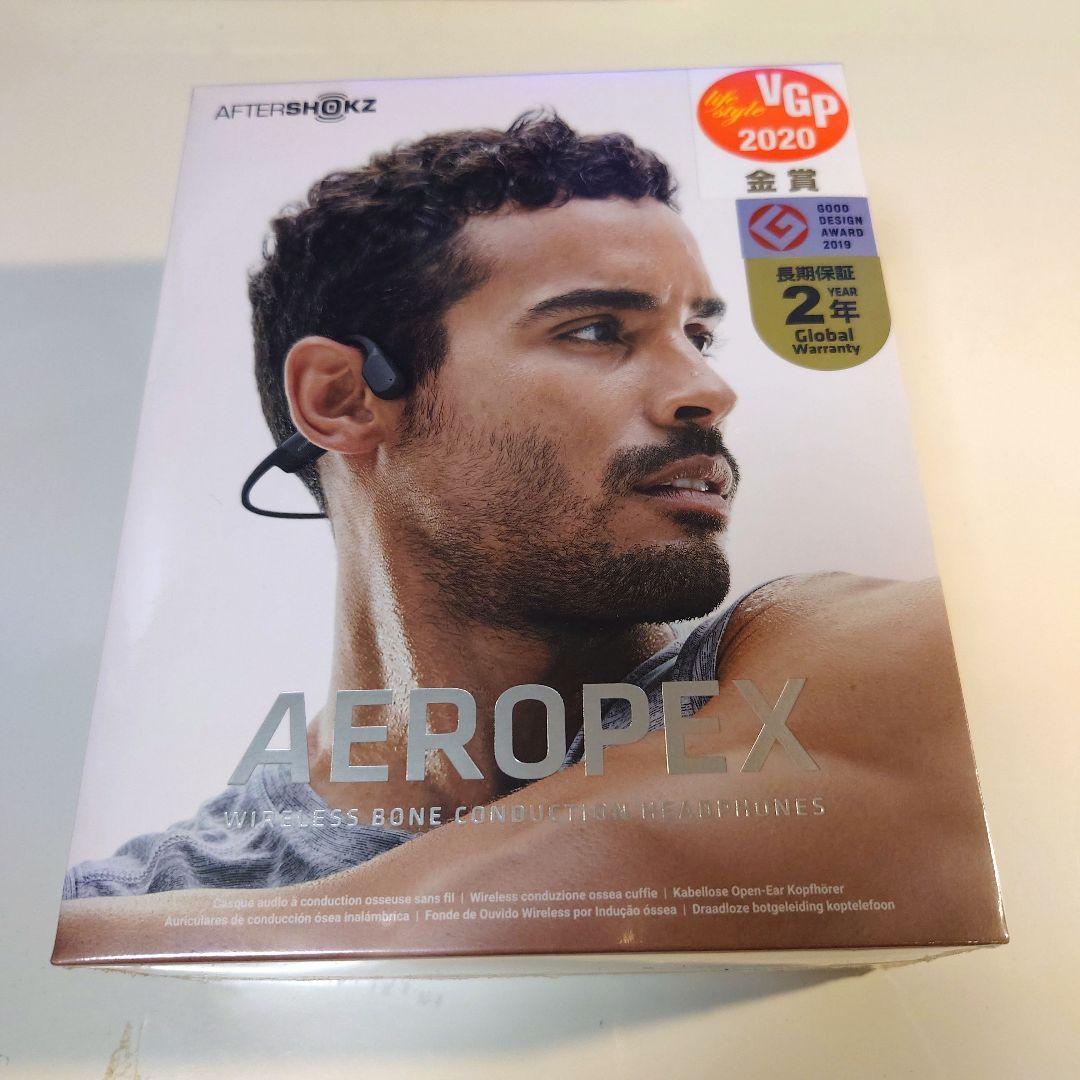 AFTERSHOKZ
life style
VGP
2020
金賞
GOOD
DESIGN
AWARD
2019
長期保証
2 YEAR 年
Global
Warranty
AEROPEX
WIRELESS BONE CONDUCTION HEADPHONES
Casque audio à conduction osseuse sans fil | Wireless conduzione ossea cuffie | Kabellose Open-Ear Kopfhörer
Auriculares de conducción ósea inalámbrica | Fonde de Ouvido Wireless por Indução óssea | Draadloze botgeleiding koptelefoon